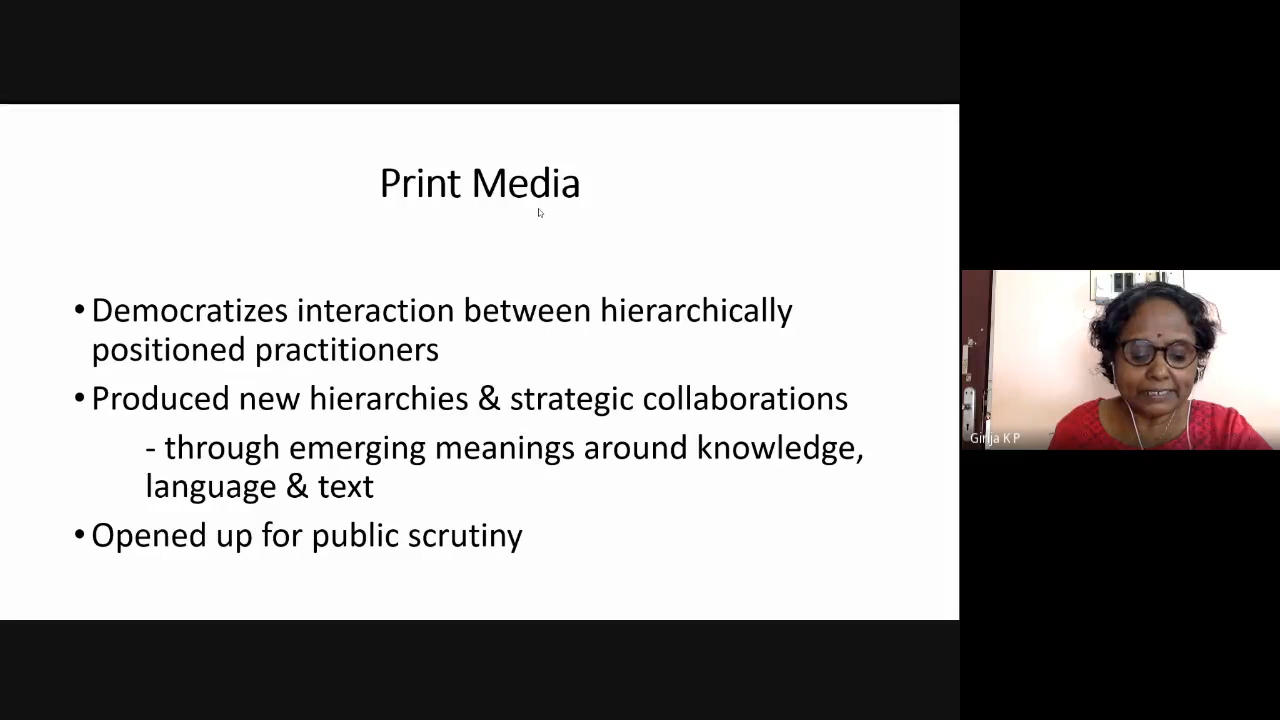 Print Media
• Democratizes interaction between hierarchically
positioned practitioners
• Produced new hierarchies & strategic collaborations
- through emerging meanings around knowledge,
language & text
• Opened up for public scrutiny
Girija K P